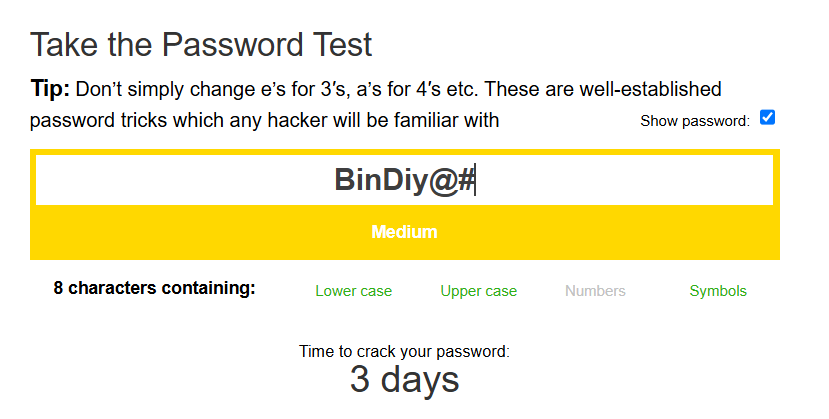 Take the Password Test
Tip: Don’t simply change e’s for 3′s, a’s for 4′s etc. These are well-established
password tricks which any hacker will be familiar with
Show password:
BinDiy@#
Medium
8 characters containing: Lower case Upper case Numbers Symbols
Time to crack your password:
3 days